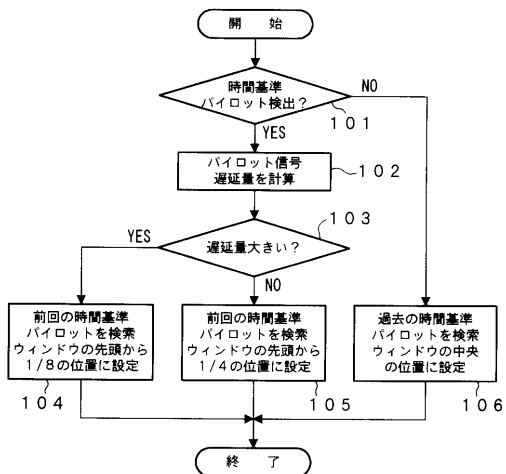 開 始
時間基準
パイロット検出?
NO
101
YES
パイロット信号
遅延量を計算
102
103
YES
遅延量大きい?
NO
前回の時間基準
パイロットを検索
ウィンドウの先頭から
1/8の位置に設定
104
前回の時間基準
パイロットを検索
ウィンドウの先頭から
1/4の位置に設定
105
過去の時間基準
パイロットを検索
ウィンドウの中央
の位置に設定
106
終 了